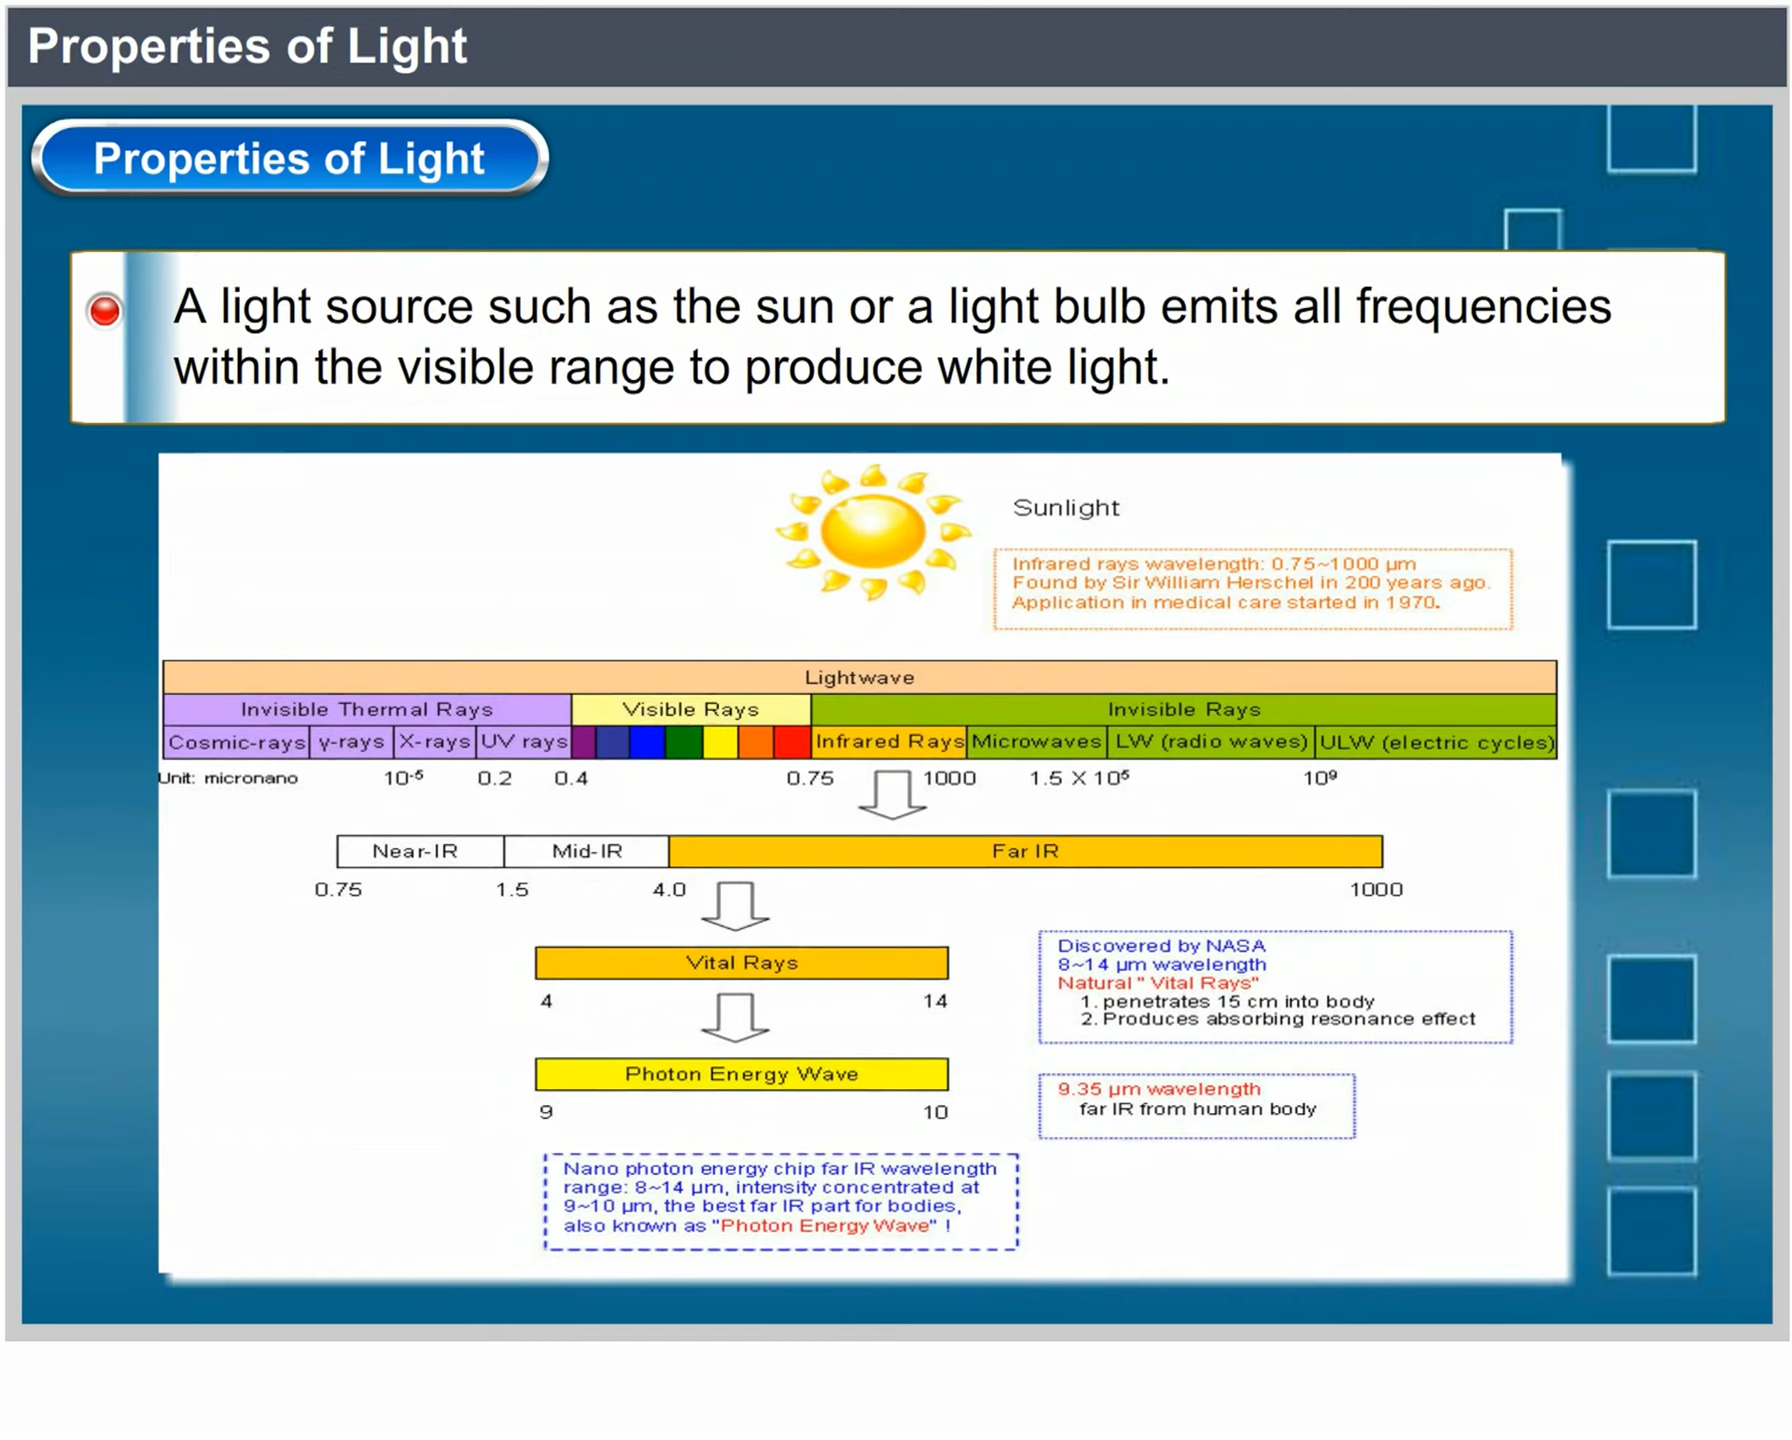 Properties of Light
Properties of Light
A light source such as the sun or a light bulb emits all frequencies
within the visible range to produce white light.
Sunlight
Infrared rays wavelength: 0.75~1000 µm
Found by Sir William Herschel in 200 years ago.
Application in medical care started in 1970.
Lightwave
Invisible Thermal Rays Visible Rays Invisible Rays
Cosmic-rays γ-rays X-rays UV rays Infrared Rays Microwaves LW (radio waves) ULW (electric cycles)
Unit: micronano 10⁻⁵ 0.2 0.4 0.75 1000 1.5 X 10⁵ 10⁹
Near-IR Mid-IR Far IR
0.75 1.5 4.0 1000
Vital Rays
4 14
Discovered by NASA
8~14 µm wavelength
Natural " Vital Rays"
1. penetrates 15 cm into body
2. Produces absorbing resonance effect
Photon Energy Wave
9 10
9.35 µm wavelength
far IR from human body
Nano photon energy chip far IR wavelength
range: 8~14 µm, intensity concentrated at
9~10 µm, the best far IR part for bodies,
also known as "Photon Energy Wave" !